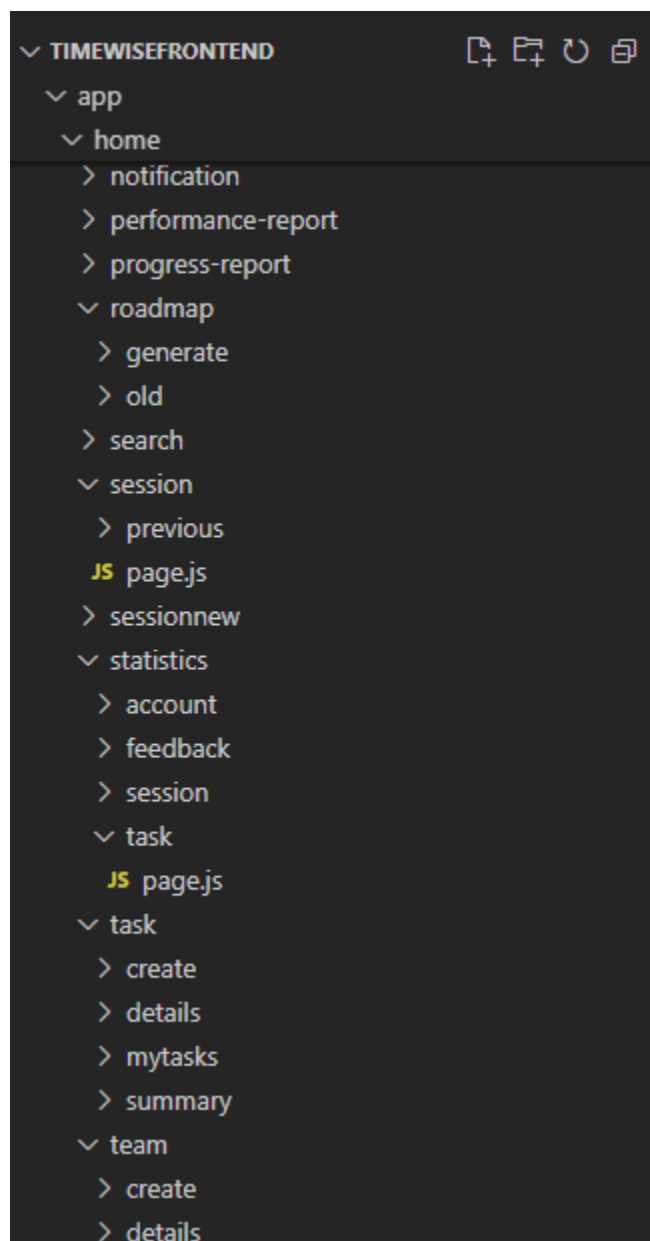 TIMEWISEFRONTEND
app
home
notification
performance-report
progress-report
roadmap
generate
old
search
session
previous
JS page.js
sessionnew
statistics
account
feedback
session
task
JS page.js
task
create
details
mytasks
summary
team
create
details